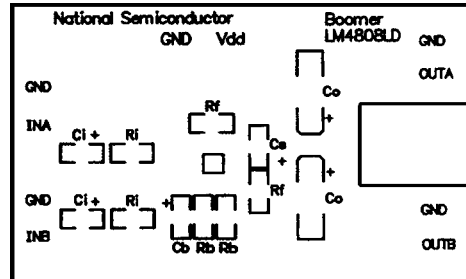 National Semiconductor
Boomer
LM4808LD
GND Vdd
GND
OUTA
GND
Co
Rf
INA
Ci + Ri
+
Cs
+
+
Rf
GND
Ci + Ri
+
Co
GND
INB
Cb Rb Rb
OUTB